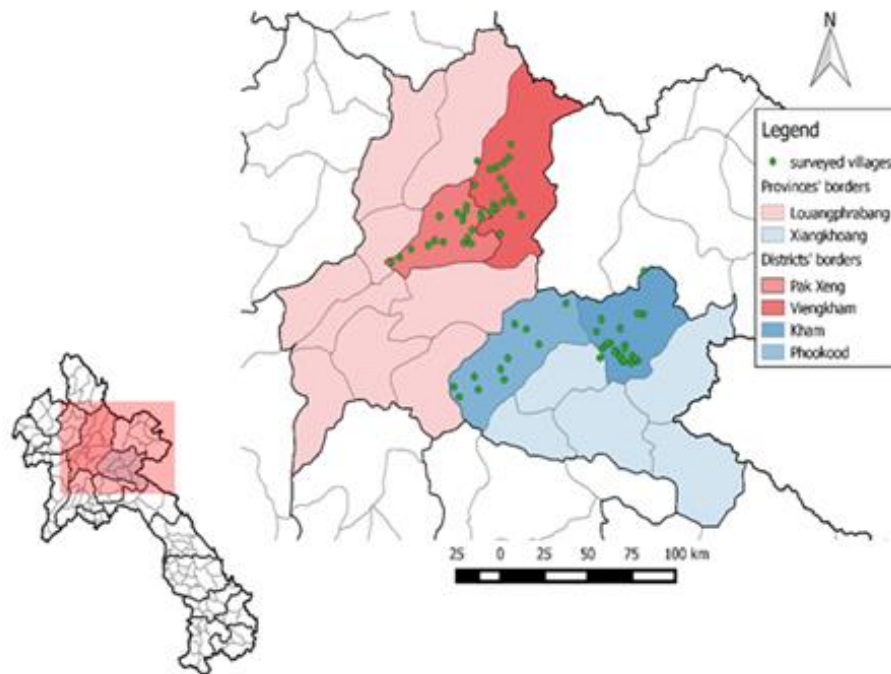 N
Legend
surveyed villages
Provinces' borders
Louangphrabang
Xiangkhoang
Districts' borders
Pak Xeng
Viengkham
Kham
Phookood
25 0 25 50 75 100 km